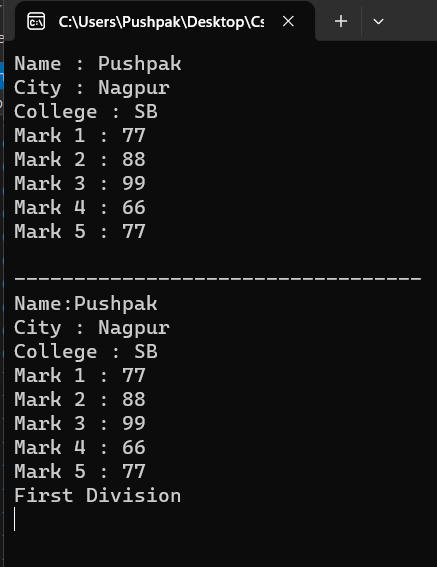 C:\Users\Pushpak\Desktop\Cs
Name : Pushpak
City : Nagpur
College : SB
Mark 1 : 77
Mark 2 : 88
Mark 3 : 99
Mark 4 : 66
Mark 5 : 77
----------------------------------
Name:Pushpak
City : Nagpur
College : SB
Mark 1 : 77
Mark 2 : 88
Mark 3 : 99
Mark 4 : 66
Mark 5 : 77
First Division